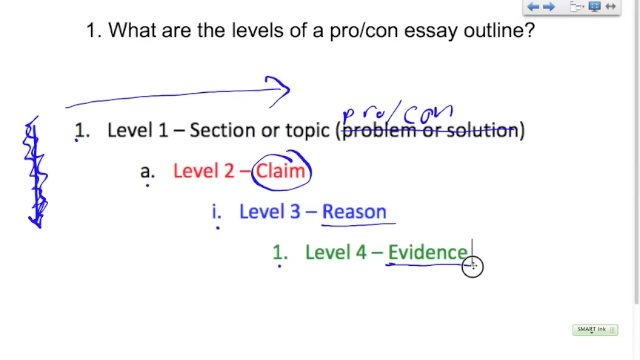 1. What are the levels of a pro/con essay outline?
pro/con
1. Level 1 – Section or topic (problem or solution)
a. Level 2 – Claim
i. Level 3 – Reason
1. Level 4 – Evidence
SMART Ink